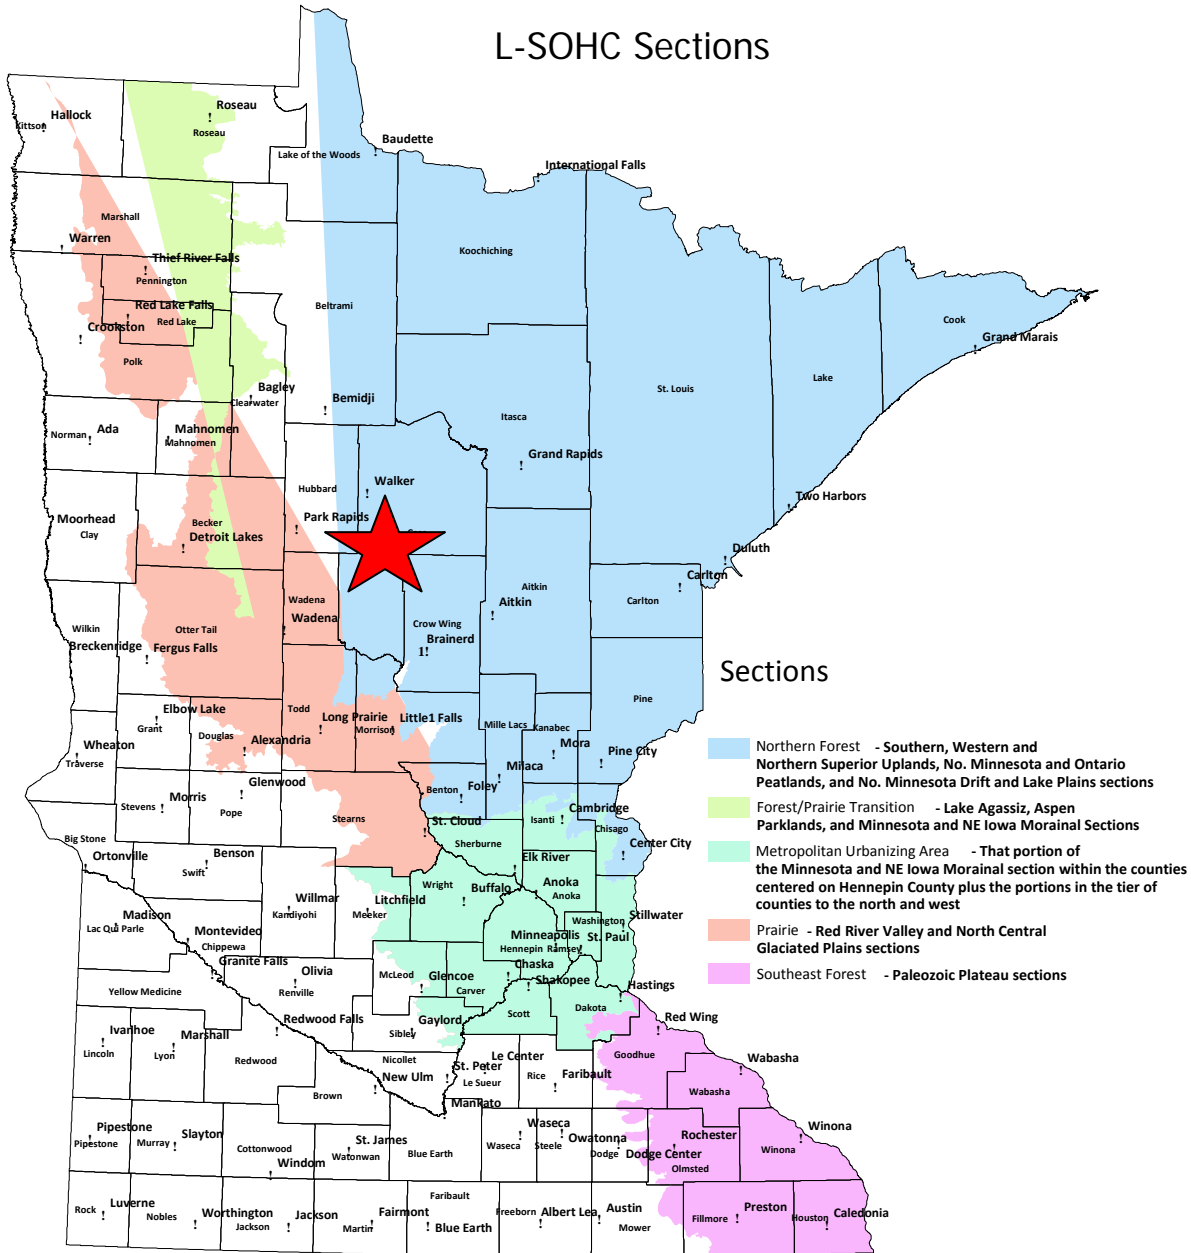 L-SOHC Sections
Hallock
Kittson
Roseau
Roseau
Baudette
Lake of the Woods
International Falls
Marshall
Warren
Thief River Falls
Pennington
Koochiching
Red Lake Falls
Red Lake
Crookston
Polk
Beltrami
Cook
Grand Marais
Lake
St. Louis
Bagley
Clearwater
Bemidji
Itasca
Grand Rapids
Norman
Ada
Mahnomen
Mahnomen
Walker
Hubbard
Park Rapids
Two Harbors
Moorhead
Clay
Becker
Detroit Lakes
Duluth
Carlton
Carlton
Aitkin
Aitkin
Wadena
Wadena
Crow Wing
Brainerd
1
Wilkin
Breckenridge
Otter Tail
Fergus Falls
Pine
Elbow Lake
Grant
Douglas
Alexandria
Todd
Long Prairie
Morrison
Little1 Falls
Mille Lacs
Kanabec
Mora
Pine City
Milaca
Wheaton
Traverse
Glenwood
Morris
Stevens
Pope
Stearns
Benton
Foley
St. Cloud
Sherburne
Isanti
Cambridge
Chisago
Center City
Big Stone
Ortonville
Benson
Swift
Elk River
Wright
Buffalo
Anoka
Anoka
Willmar
Kandiyohi
Litchfield
Meeker
Stillwater
Washington
Madison
Lac Qui Parle
Montevideo
Chippewa
Minneapolis
St. Paul
Hennepin
Ramsey
Granite Falls
Olivia
Renville
McLeod
Glencoe
Carver
Chaska
Shakopee
Hastings
Yellow Medicine
Scott
Dakota
Redwood Falls
Gaylord
Sibley
Red Wing
Ivanhoe
Lincoln
Marshall
Lyon
Redwood
Nicollet
New Ulm
Brown
St. Peter
Le Center
Le Sueur
Rice
Faribault
Goodhue
Wabasha
Wabasha
Mankato
Pipestone
Pipestone
Murray
Slayton
Cottonwood
Windom
St. James
Watonwan
Blue Earth
Waseca
Waseca
Steele
Owatonna
Dodge
Dodge Center
Rochester
Olmsted
Winona
Winona
Rock
Luverne
Nobles
Worthington
Jackson
Jackson
Martin
Fairmont
Faribault
Blue Earth
Freeborn
Albert Lea
Austin
Mower
Fillmore
Preston
Houston
Caledonia
Sections
Northern Forest - Southern, Western and
Northern Superior Uplands, No. Minnesota and Ontario
Peatlands, and No. Minnesota Drift and Lake Plains sections
Forest/Prairie Transition - Lake Agassiz, Aspen
Parklands, and Minnesota and NE Iowa Morainal Sections
Metropolitan Urbanizing Area - That portion of
the Minnesota and NE Iowa Morainal section within the counties
centered on Hennepin County plus the portions in the tier of
counties to the north and west
Prairie - Red River Valley and North Central
Glaciated Plains sections
Southeast Forest - Paleozoic Plateau sections